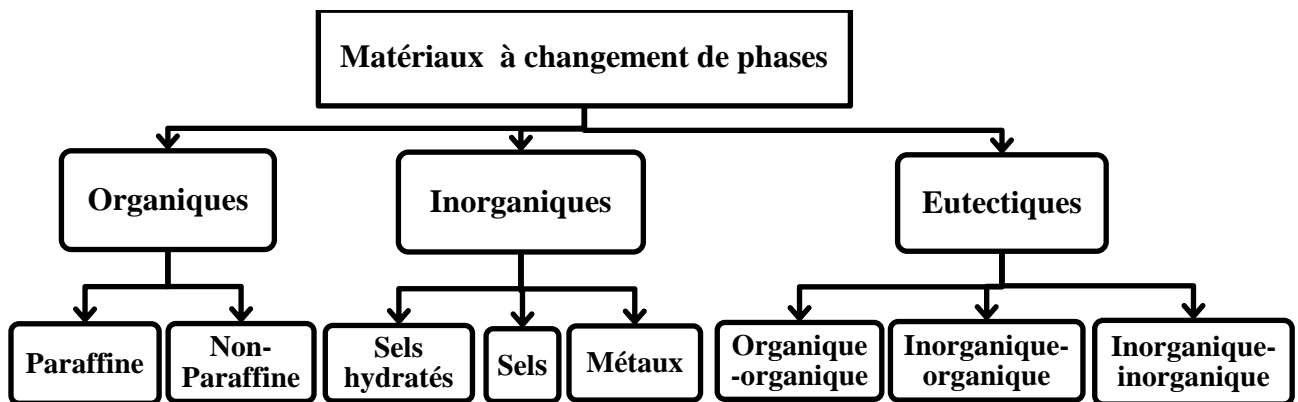 Matériaux à changement de phases
Organiques
Inorganiques
Eutectiques
Paraffine
Non-
Paraffine
Sels
hydratés
Sels
Métaux
Organique
-organique
Inorganique-
organique
Inorganique-
inorganique